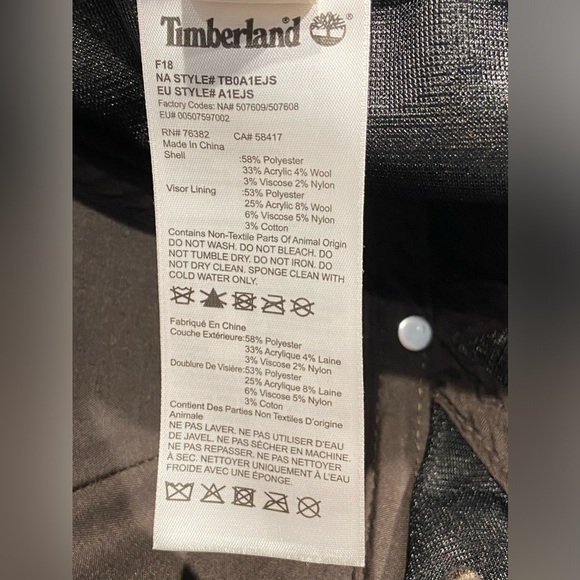 Timberland
F18
NA STYLE# TB0A1EJS
EU STYLE# A1EJS
Factory Codes: NA# 507609/507608
EU# 00507597002
RN# 76382 CA# 58417
Made In China
Shell :58% Polyester
33% Acrylic 4% Wool
3% Viscose 2% Nylon
Visor Lining :53% Polyester
25% Acrylic 8% Wool
6% Viscose 5% Nylon
3% Cotton
Contains Non-Textile Parts Of Animal Origin
DO NOT WASH. DO NOT BLEACH. DO
NOT TUMBLE DRY. DO NOT IRON. DO
NOT DRY CLEAN. SPONGE CLEAN WITH
COLD WATER ONLY.
Fabriqué En Chine
Couche Extérieure:58% Polyester
33% Acrylique 4% Laine
3% Viscose 2% Nylon
Doublure De Visière:53% Polyester
25% Acrylique 8% Laine
6% Viscose 5% Nylon
3% Coton
Contient Des Parties Non Textiles D'origine
Animale
NE PAS LAVER. NE PAS UTILISER D'EAU
DE JAVEL. NE PAS SÉCHER EN MACHINE.
NE PAS REPASSER. NE PAS NETTOYER
À SEC. NETTOYER UNIQUEMENT À L'EAU
FROIDE AVEC UNE ÉPONGE.